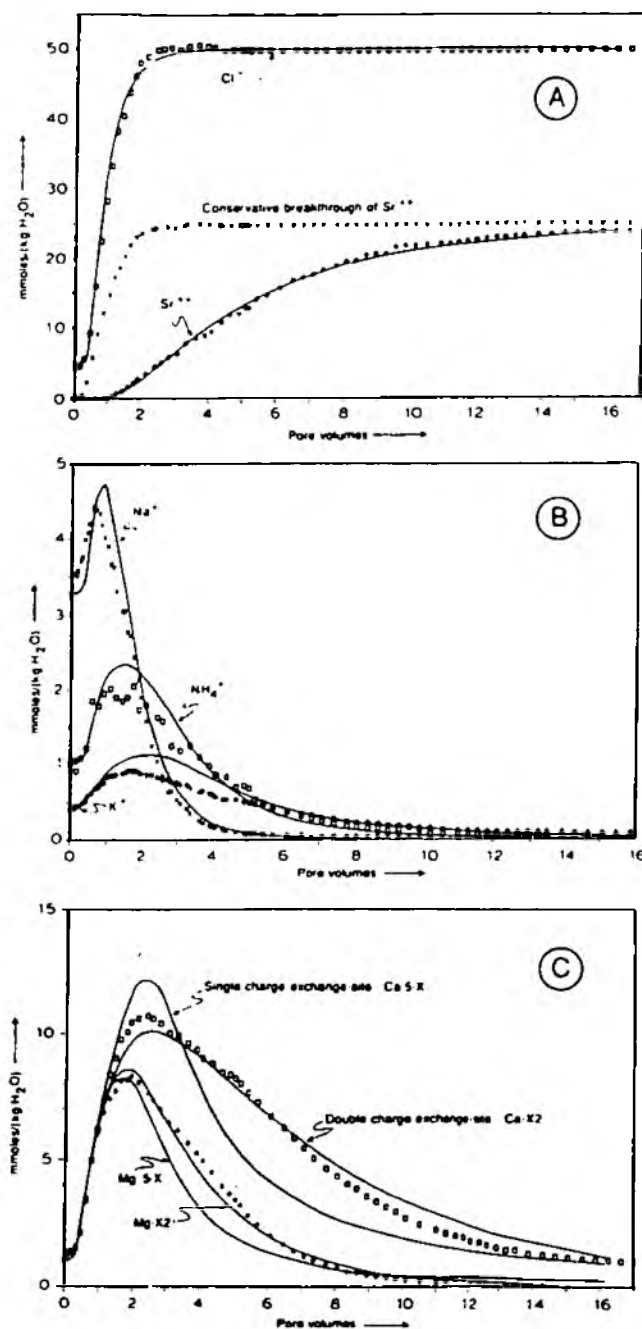 50
40
30
20
10
0
mmoles/(kg H₂O)
Cl⁻
A
Conservative breakthrough of Sr⁺⁺
Sr⁺⁺
0 2 4 6 8 10 12 14 16
Pore volumes
5
4
3
2
1
0
mmoles/(kg H₂O)
Na⁺
B
NH₄⁺
K⁺
0 2 4 6 8 10 12 14 16
Pore volumes
15
10
5
0
mmoles/(kg H₂O)
C
Single charge exchange-site Ca.5-X
Double charge exchange-site Ca-X2
Mg.5-X
Mg-X2
0 2 4 6 8 10 12 14 16
Pore volumes